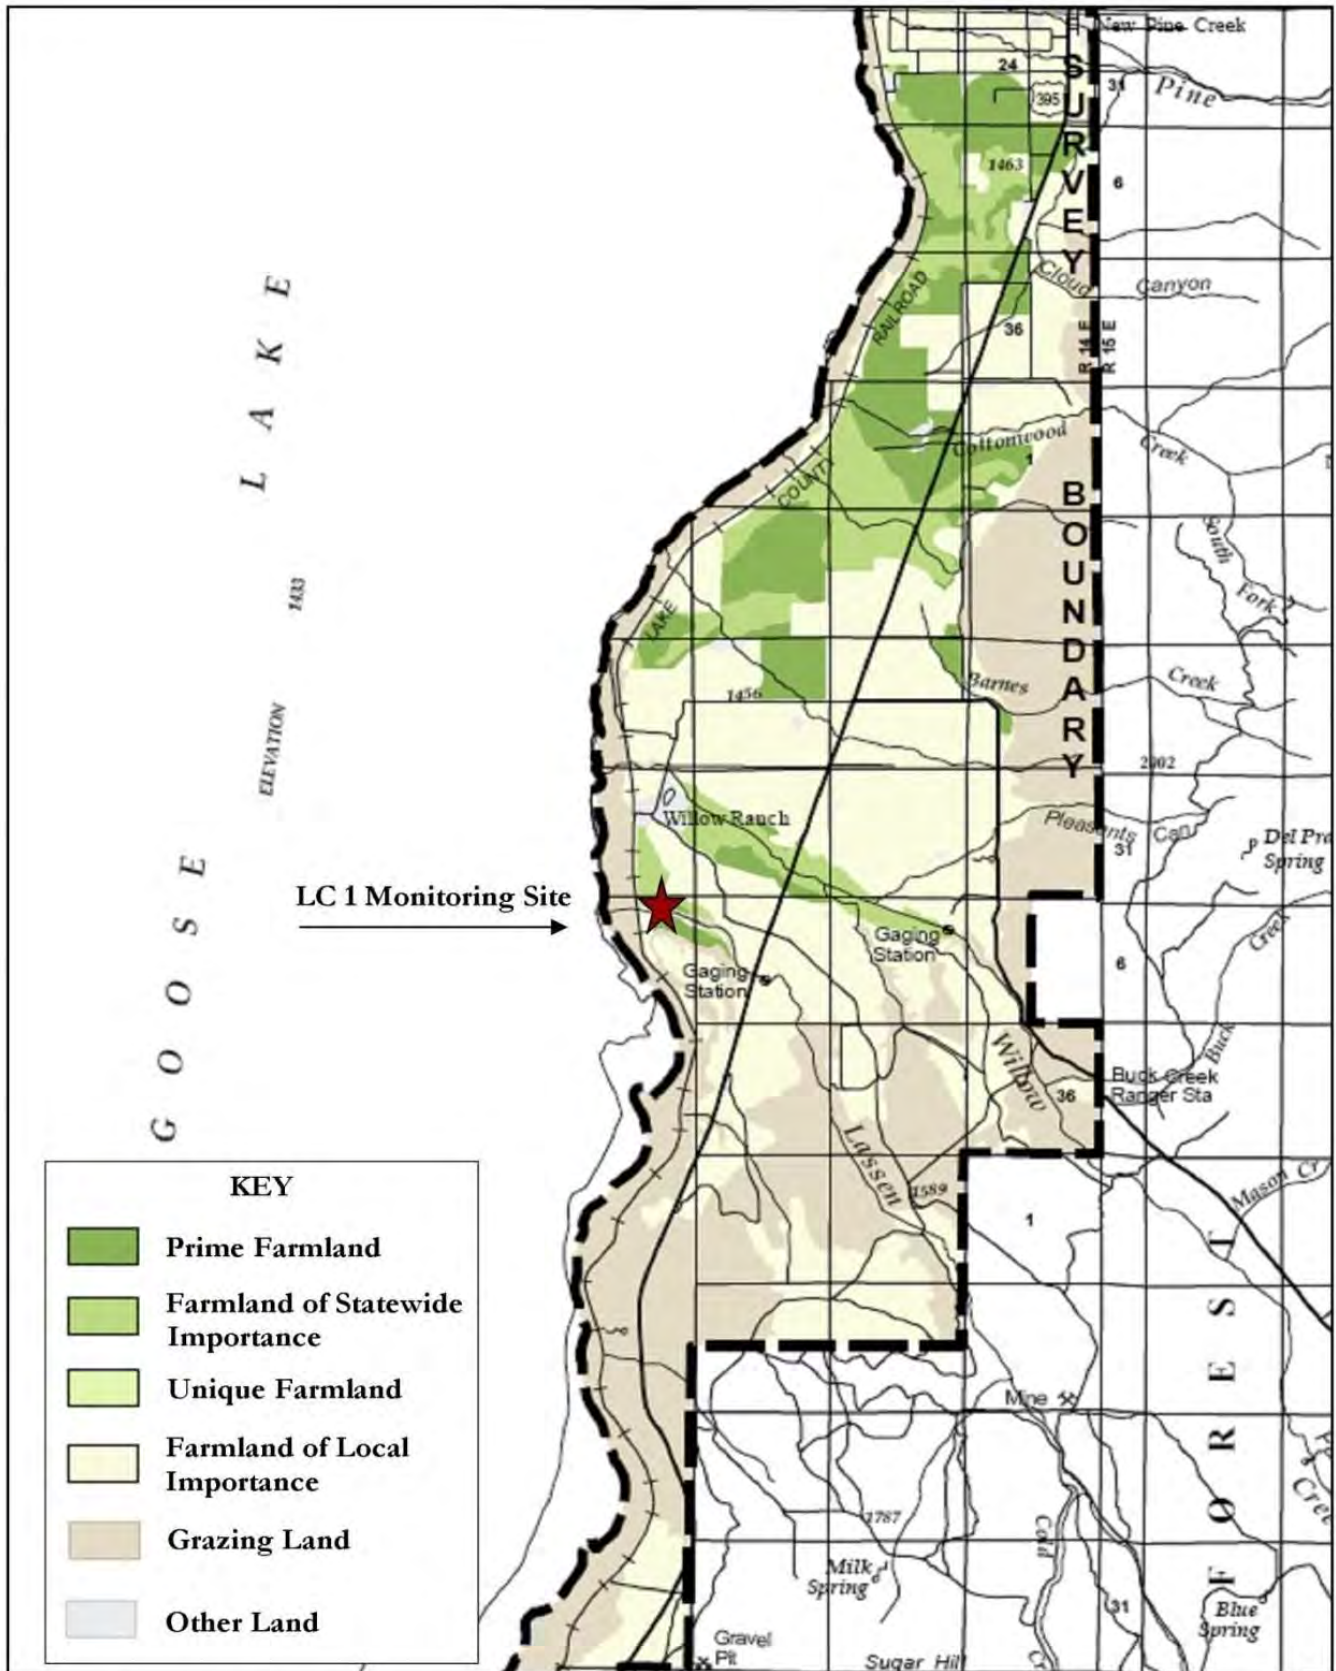 New Pine Creek
24
31
Pine
395
1463
6
SURVEY
Cloud Canyon
RAILROAD
36
R 14 E
R 15 E
LAKE
Cottonwood Creek
1
COUNTY
BOUNDARY
South Fork
1433
LAKE
Barnes Creek
1456
ELEVATION
2002
Willow Ranch
Pleasants Can
31
Del Pra
Spring
GOOSE
LC 1 Monitoring Site
Gaging
Station
Creek
6
Gaging
Station
Buck
Willow
Buck Creek
Ranger Sta
36
Lassen
1589
Mason Cr
1
KEY
Prime Farmland
Farmland of Statewide
Importance
Unique Farmland
Farmland of Local
Importance
Grazing Land
Other Land
FOREST
Mine
Cree
1787
Cold
Cr
Milk
Spring
31
Blue
Spring
Gravel
Pit
Sugar Hill